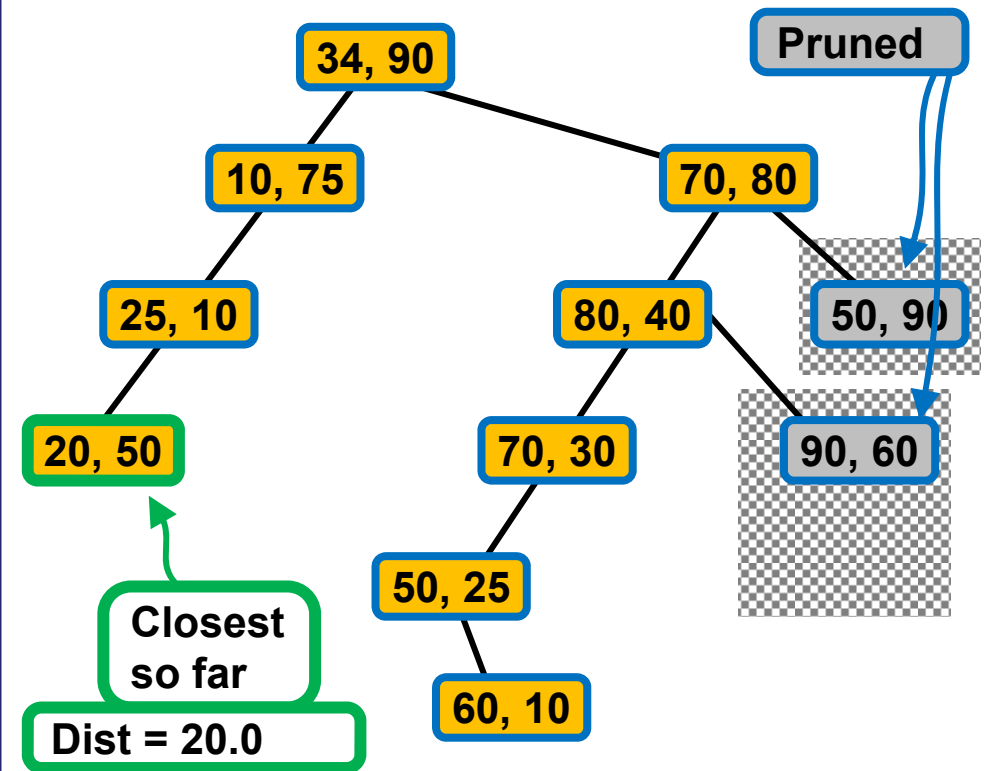 34, 90
Pruned
10, 75
70, 80
25, 10
80, 40
50, 90
20, 50
70, 30
90, 60
50, 25
Closest
so far
60, 10
Dist = 20.0